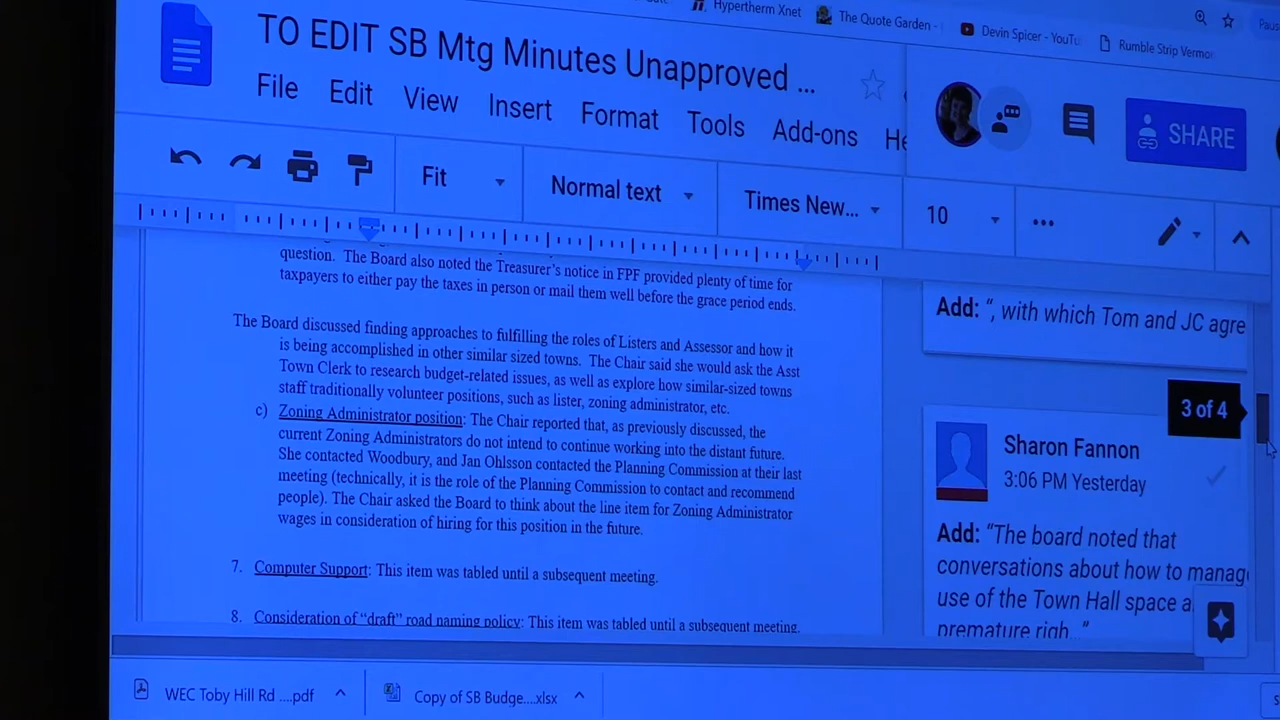 Hypertherm Xnet
The Quote Garden -
Devin Spicer - YouTu
Rumble Strip Vermo
Paus
TO EDIT SB Mtg Minutes Unapproved ...
File Edit View Insert Format Tools Add-ons He
SHARE
Fit Normal text Times New... 10 ...
question. The Board also noted the Treasurer's notice in FPF provided plenty of time for
taxpayers to either pay the taxes in person or mail them well before the grace period ends.
The Board discussed finding approaches to fulfilling the roles of Listers and Assessor and how it
is being accomplished in other similar sized towns. The Chair said she would ask the Asst
Town Clerk to research budget-related issues, as well as explore how similar-sized towns
staff traditionally volunteer positions, such as lister, zoning administrator, etc.
c) Zoning Administrator position: The Chair reported that, as previously discussed, the
current Zoning Administrators do not intend to continue working into the distant future.
She contacted Woodbury, and Jan Ohlsson contacted the Planning Commission at their last
meeting (technically, it is the role of the Planning Commission to contact and recommend
people). The Chair asked the Board to think about the line item for Zoning Administrator
wages in consideration of hiring for this position in the future.
7. Computer Support: This item was tabled until a subsequent meeting.
8. Consideration of "draft" road naming policy: This item was tabled until a subsequent meeting.
Add: ", with which Tom and JC agre
3 of 4
Sharon Fannon
3:06 PM Yesterday
Add: "The board noted that
conversations about how to manag
use of the Town Hall space a
premature righ..."
WEC Toby Hill Rd ....pdf
Copy of SB Budge....xlsx
S